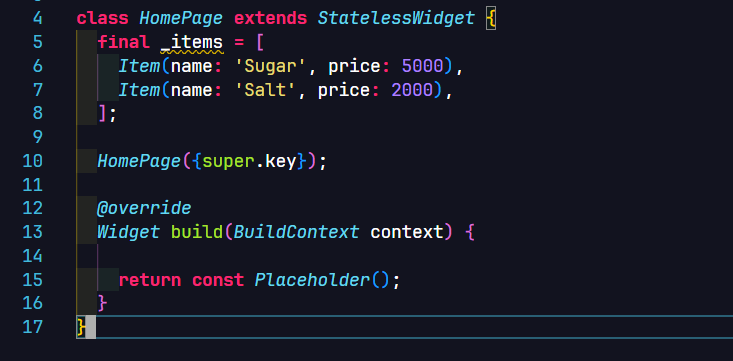 4 class HomePage extends StatelessWidget {
5   final _items = [
6     Item(name: 'Sugar', price: 5000),
7     Item(name: 'Salt', price: 2000),
8   ];
9
10   HomePage({super.key});
11
12   @override
13   Widget build(BuildContext context) {
14
15     return const Placeholder();
16   }
17 }